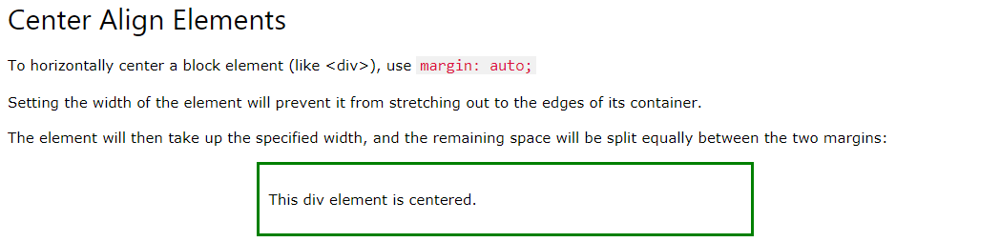 Center Align Elements
To horizontally center a block element (like <div>), use margin: auto;
Setting the width of the element will prevent it from stretching out to the edges of its container.
The element will then take up the specified width, and the remaining space will be split equally between the two margins:
This div element is centered.